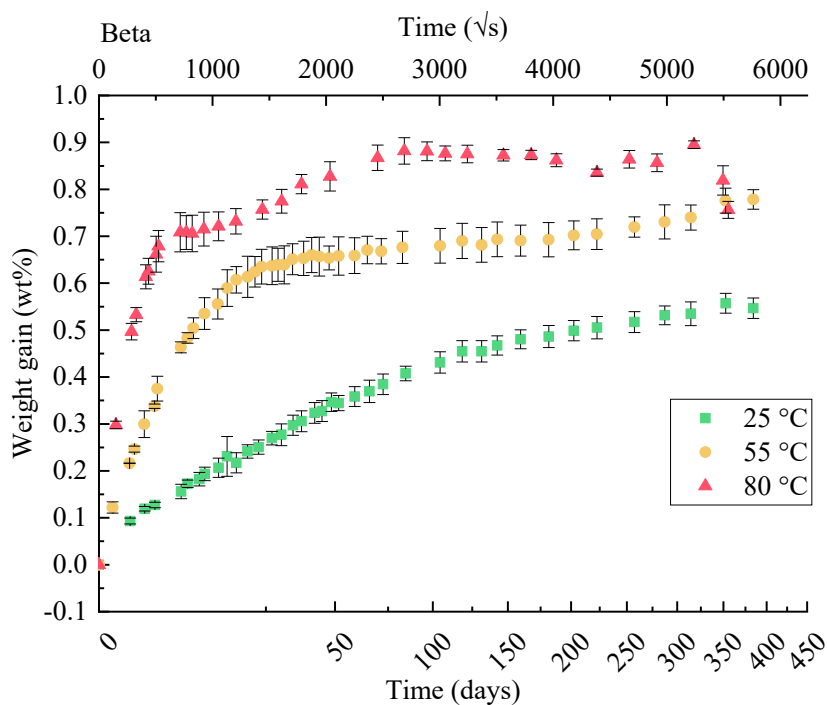 Beta
Time (√s)
0 1000 2000 3000 4000 5000 6000
1.0
0.9
0.8
0.7
0.6
0.5
0.4
0.3
0.2
0.1
0.0
-0.1
Weight gain (wt%)
25 °C
55 °C
80 °C
0 50 100 150 200 250 300 350 400 450
Time (days)